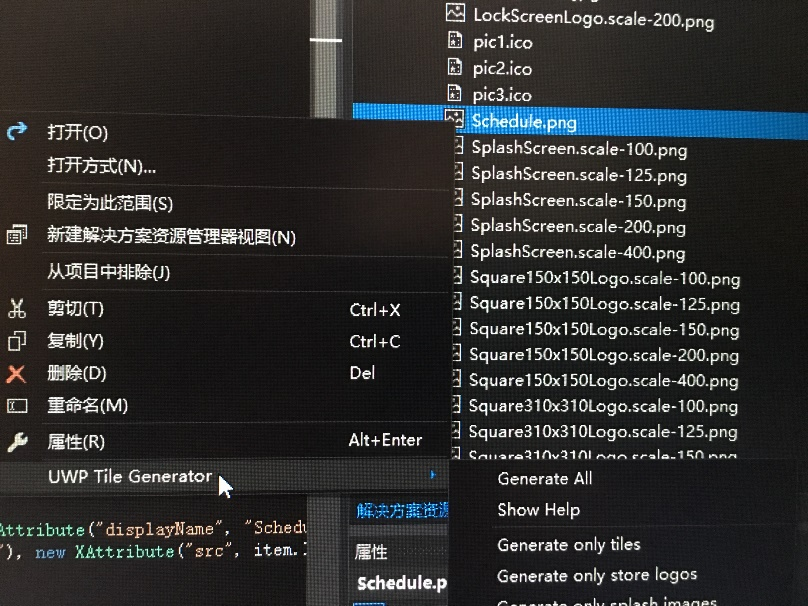 LockScreenLogo.scale-200.png
pic1.ico
pic2.ico
pic3.ico
Schedule.png
SplashScreen.scale-100.png
SplashScreen.scale-125.png
SplashScreen.scale-150.png
SplashScreen.scale-200.png
SplashScreen.scale-400.png
Square150x150Logo.scale-100.png
Square150x150Logo.scale-125.png
Square150x150Logo.scale-150.png
Square150x150Logo.scale-200.png
Square150x150Logo.scale-400.png
Square310x310Logo.scale-100.png
Square310x310Logo.scale-125.png
Square310x310Logo.scale-150.png
打开(O)
打开方式(N)...
限定为此范围(S)
新建解决方案资源管理器视图(N)
从项目中排除(J)
剪切(T) Ctrl+X
复制(Y) Ctrl+C
删除(D) Del
重命名(M)
属性(R) Alt+Enter
UWP Tile Generator
Generate All
Show Help
Generate only tiles
Generate only store logos
Generate only splash images
Attribute("displayName", "Schedu
"), new XAttribute("src", item.
解决方案资源
属性
Schedule.p